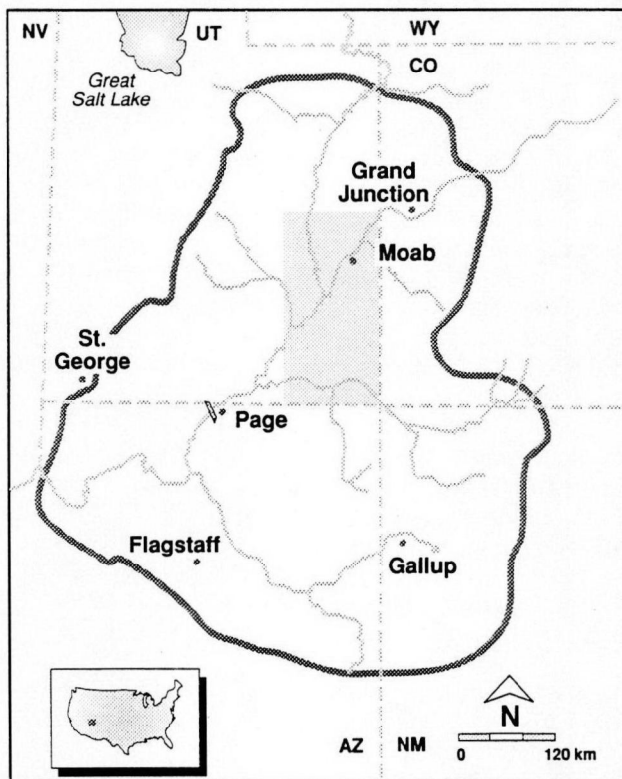 NV
UT
WY
CO
Great
Salt Lake
Grand
Junction
Moab
St.
George
Page
Flagstaff
Gallup
N
AZ
NM
0
120 km